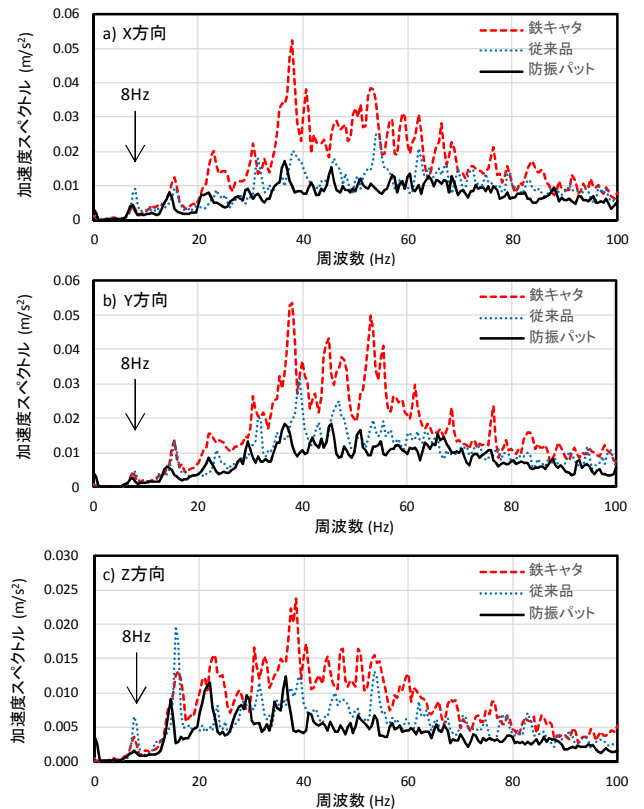 a) X方向
鉄キャタ
従来品
防振パット
8Hz
加速度スペクトル (m/s²)
0.06
0.05
0.04
0.03
0.02
0.01
0
0 20 40 60 80 100
周波数 (Hz)
b) Y方向
鉄キャタ
従来品
防振パット
8Hz
加速度スペクトル (m/s²)
0.06
0.05
0.04
0.03
0.02
0.01
0
0 20 40 60 80 100
周波数 (Hz)
c) Z方向
鉄キャタ
従来品
防振パット
8Hz
加速度スペクトル (m/s²)
0.030
0.025
0.020
0.015
0.010
0.005
0.000
0 20 40 60 80 100
周波数 (Hz)